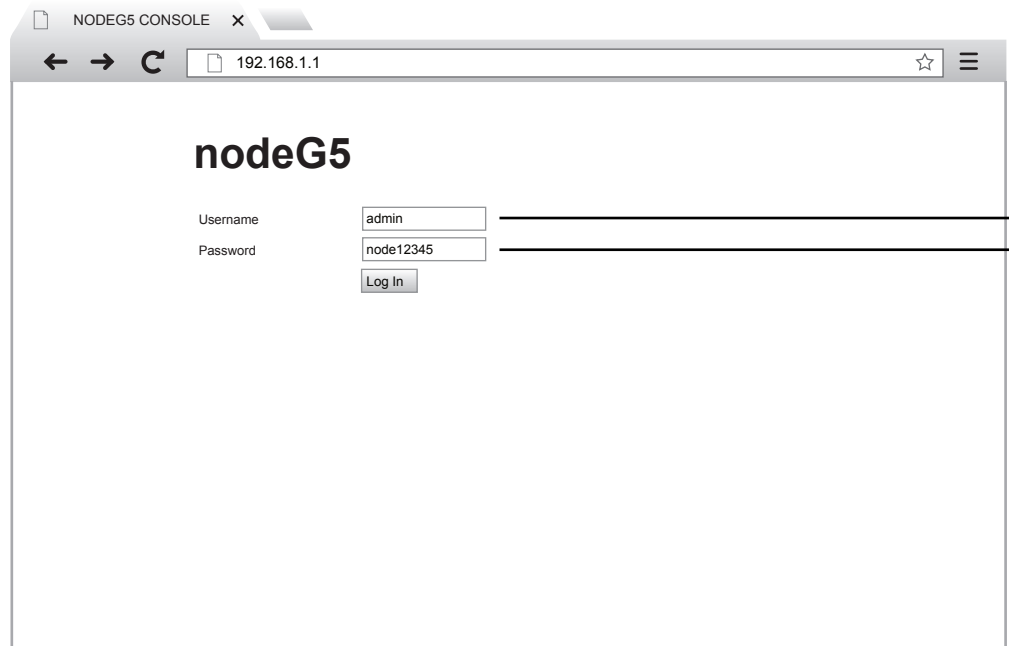 NODEG5 CONSOLE
192.168.1.1
nodeG5
Username admin
Password node12345
Log In